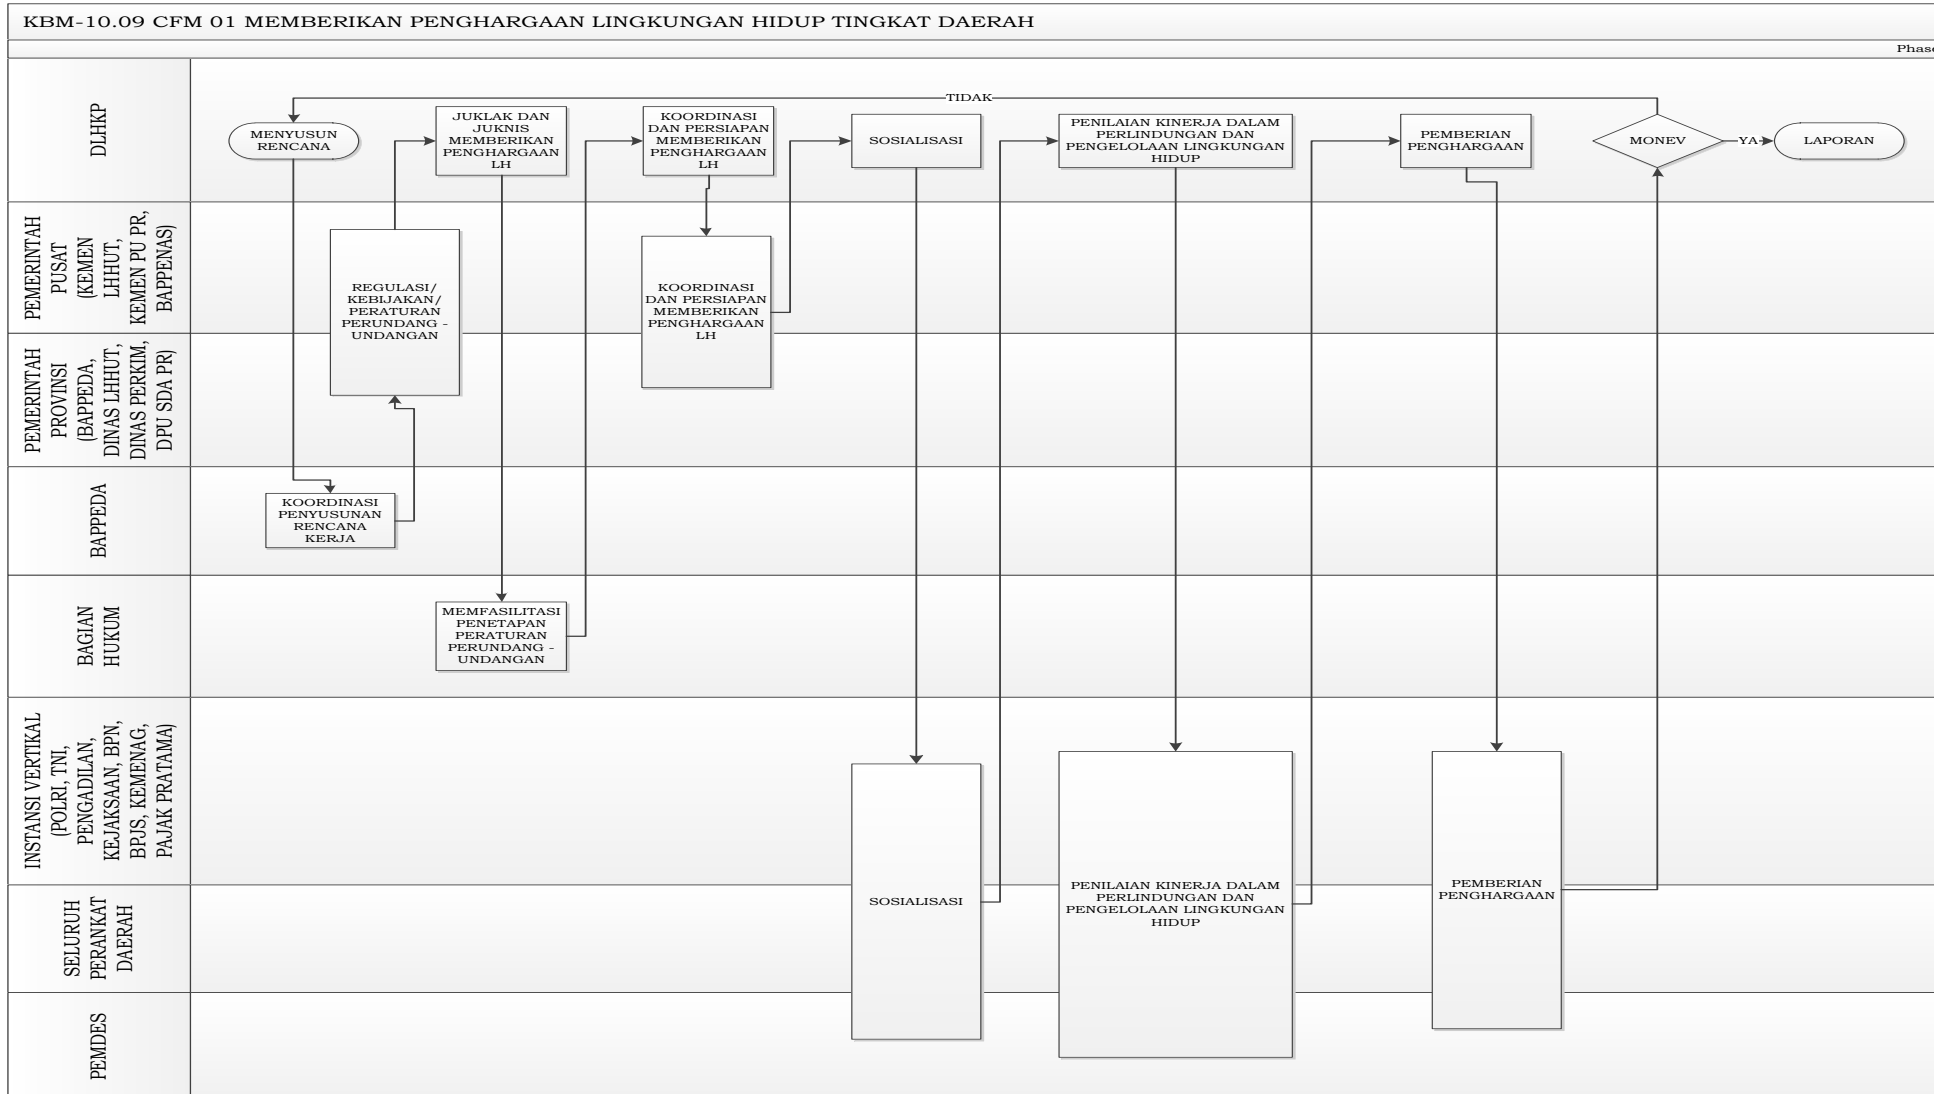 KBM-10.09 CFM 01 MEMBERIKAN PENGHARGAAN LINGKUNGAN HIDUP TINGKAT DAERAH
Phase
DLHKP
TIDAK
MENYUSUN
RENCANA
JUKLAK DAN
JUKNIS
MEMBERIKAN
PENGHARGAAN
LH
KOORDINASI
DAN PERSIAPAN
MEMBERIKAN
PENGHARGAAN
LH
SOSIALISASI
PENILAIAN KINERJA DALAM
PERLINDUNGAN DAN
PENGELOLAAN LINGKUNGAN
HIDUP
PEMBERIAN
PENGHARGAAN
MONEV
YA
LAPORAN
PEMERINTAH
PUSAT
(KEMEN
LHHUT,
KEMEN PU PR,
BAPPENAS)
REGULASI/
KEBIJAKAN/
PERATURAN
PERUNDANG -
UNDANGAN
KOORDINASI
DAN PERSIAPAN
MEMBERIKAN
PENGHARGAAN
LH
PEMERINTAH
PROVINSI
(BAPPEDA,
DINAS LHHUT,
DINAS PERKIM,
DPU SDA PR)
BAPPEDA
KOORDINASI
PENYUSUNAN
RENCANA
KERJA
BAGIAN
HUKUM
MEMFASILITASI
PENETAPAN
PERATURAN
PERUNDANG -
UNDANGAN
INSTANSI VERTIKAL
(POLRI, TNI,
PENGADILAN,
KEJAKSAAN, BPN,
BPJS, KEMENAG,
PAJAK PRATAMA)
SOSIALISASI
PENILAIAN KINERJA DALAM
PERLINDUNGAN DAN
PENGELOLAAN LINGKUNGAN
HIDUP
PEMBERIAN
PENGHARGAAN
SELURUH
PERANKAT
DAERAH
PEMDES